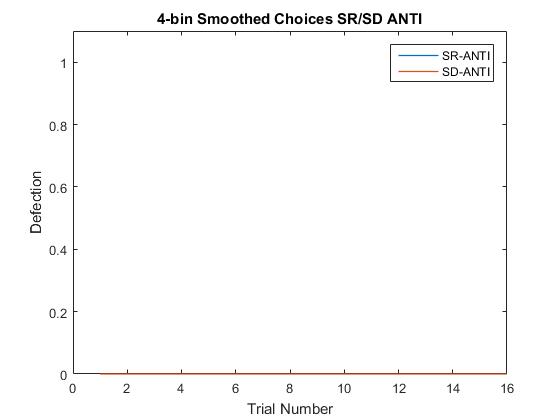 4-bin Smoothed Choices SR/SD ANTI
SR-ANTI
SD-ANTI
1
0.8
0.6
0.4
0.2
0
Defection
0 2 4 6 8 10 12 14 16
Trial Number